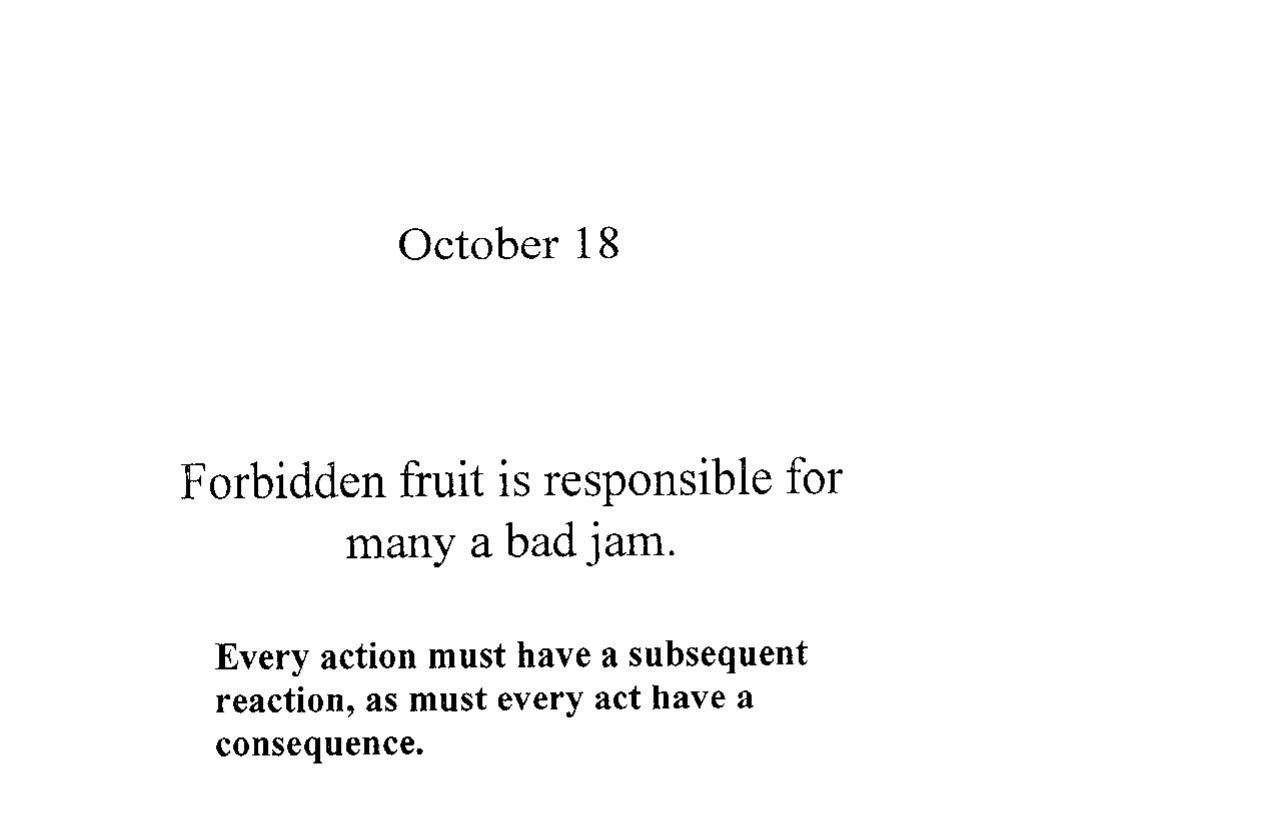 October 18
Forbidden fruit is responsible for
many a bad jam.
Every action must have a subsequent
reaction, as must every act have a
consequence.